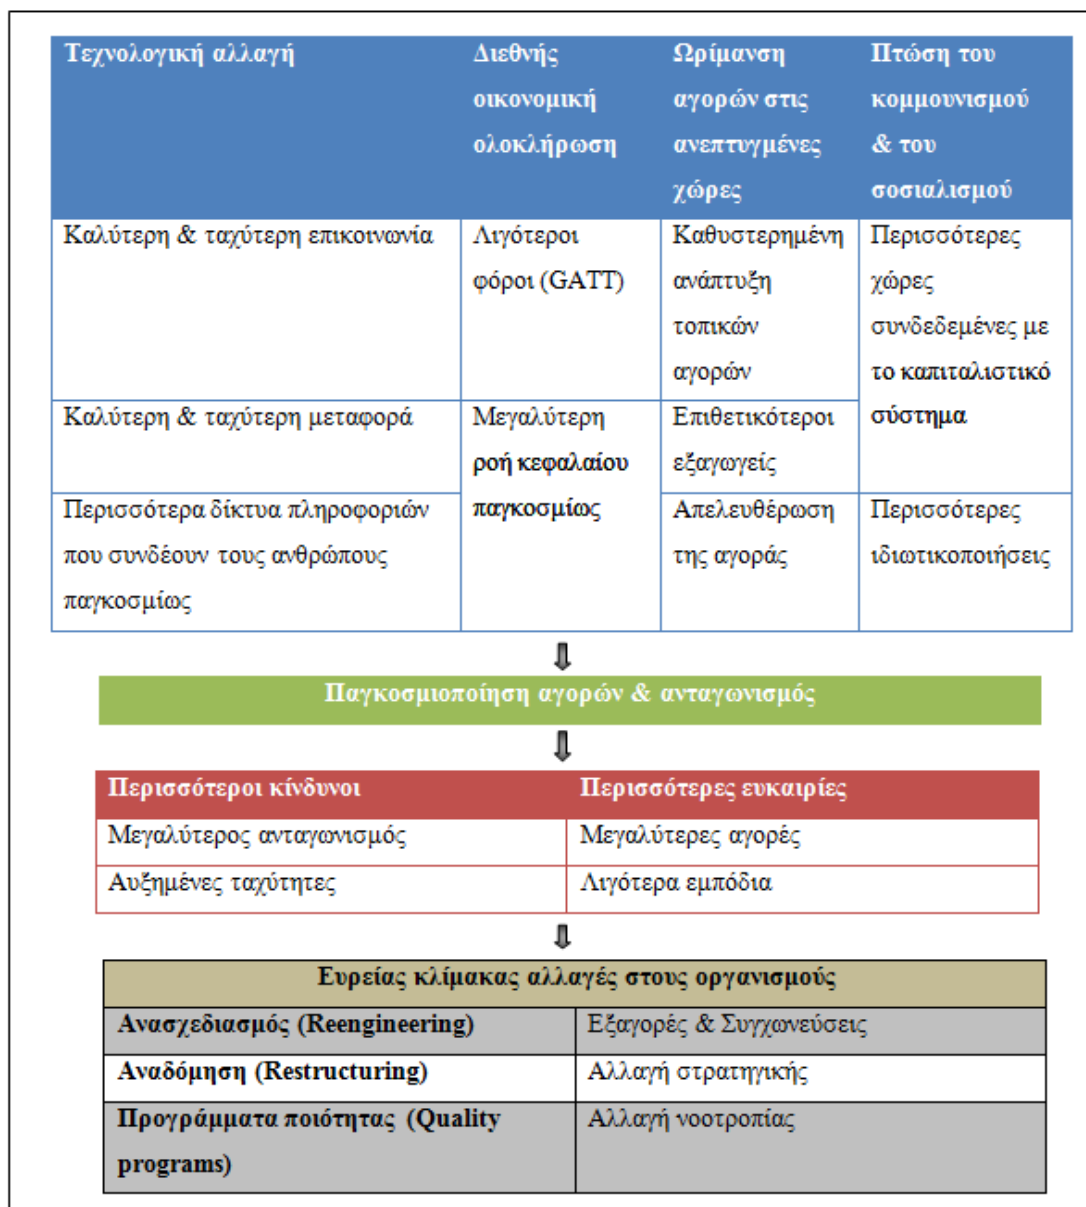 Τεχνολογική αλλαγή
Διεθνής
οικονομική
ολοκλήρωση
Ωρίμανση
αγορών στις
ανεπτυγμένες
χώρες
Πτώση του
κομμουνισμού
& του
σοσιαλισμού
Καλύτερη & ταχύτερη επικοινωνία
Λιγότεροι
φόροι (GATT)
Καθυστερημένη
ανάπτυξη
τοπικών
αγορών
Περισσότερες
χώρες
συνδεδεμένες με
το καπιταλιστικό
σύστημα
Καλύτερη & ταχύτερη μεταφορά
Μεγαλύτερη
ροή κεφαλαίου
παγκοσμίως
Επιθετικότεροι
εξαγωγείς
Περισσότερα δίκτυα πληροφοριών
που συνδέουν τους ανθρώπους
παγκοσμίως
Απελευθέρωση
της αγοράς
Περισσότερες
ιδιωτικοποιήσεις
Παγκοσμιοποίηση αγορών & ανταγωνισμός
Περισσότεροι κίνδυνοι
Περισσότερες ευκαιρίες
Μεγαλύτερος ανταγωνισμός
Μεγαλύτερες αγορές
Αυξημένες ταχύτητες
Λιγότερα εμπόδια
Ευρείας κλίμακας αλλαγές στους οργανισμούς
Ανασχεδιασμός (Reengineering)
Εξαγορές & Συγχωνεύσεις
Αναδόμηση (Restructuring)
Αλλαγή στρατηγικής
Προγράμματα ποιότητας (Quality
programs)
Αλλαγή νοοτροπίας